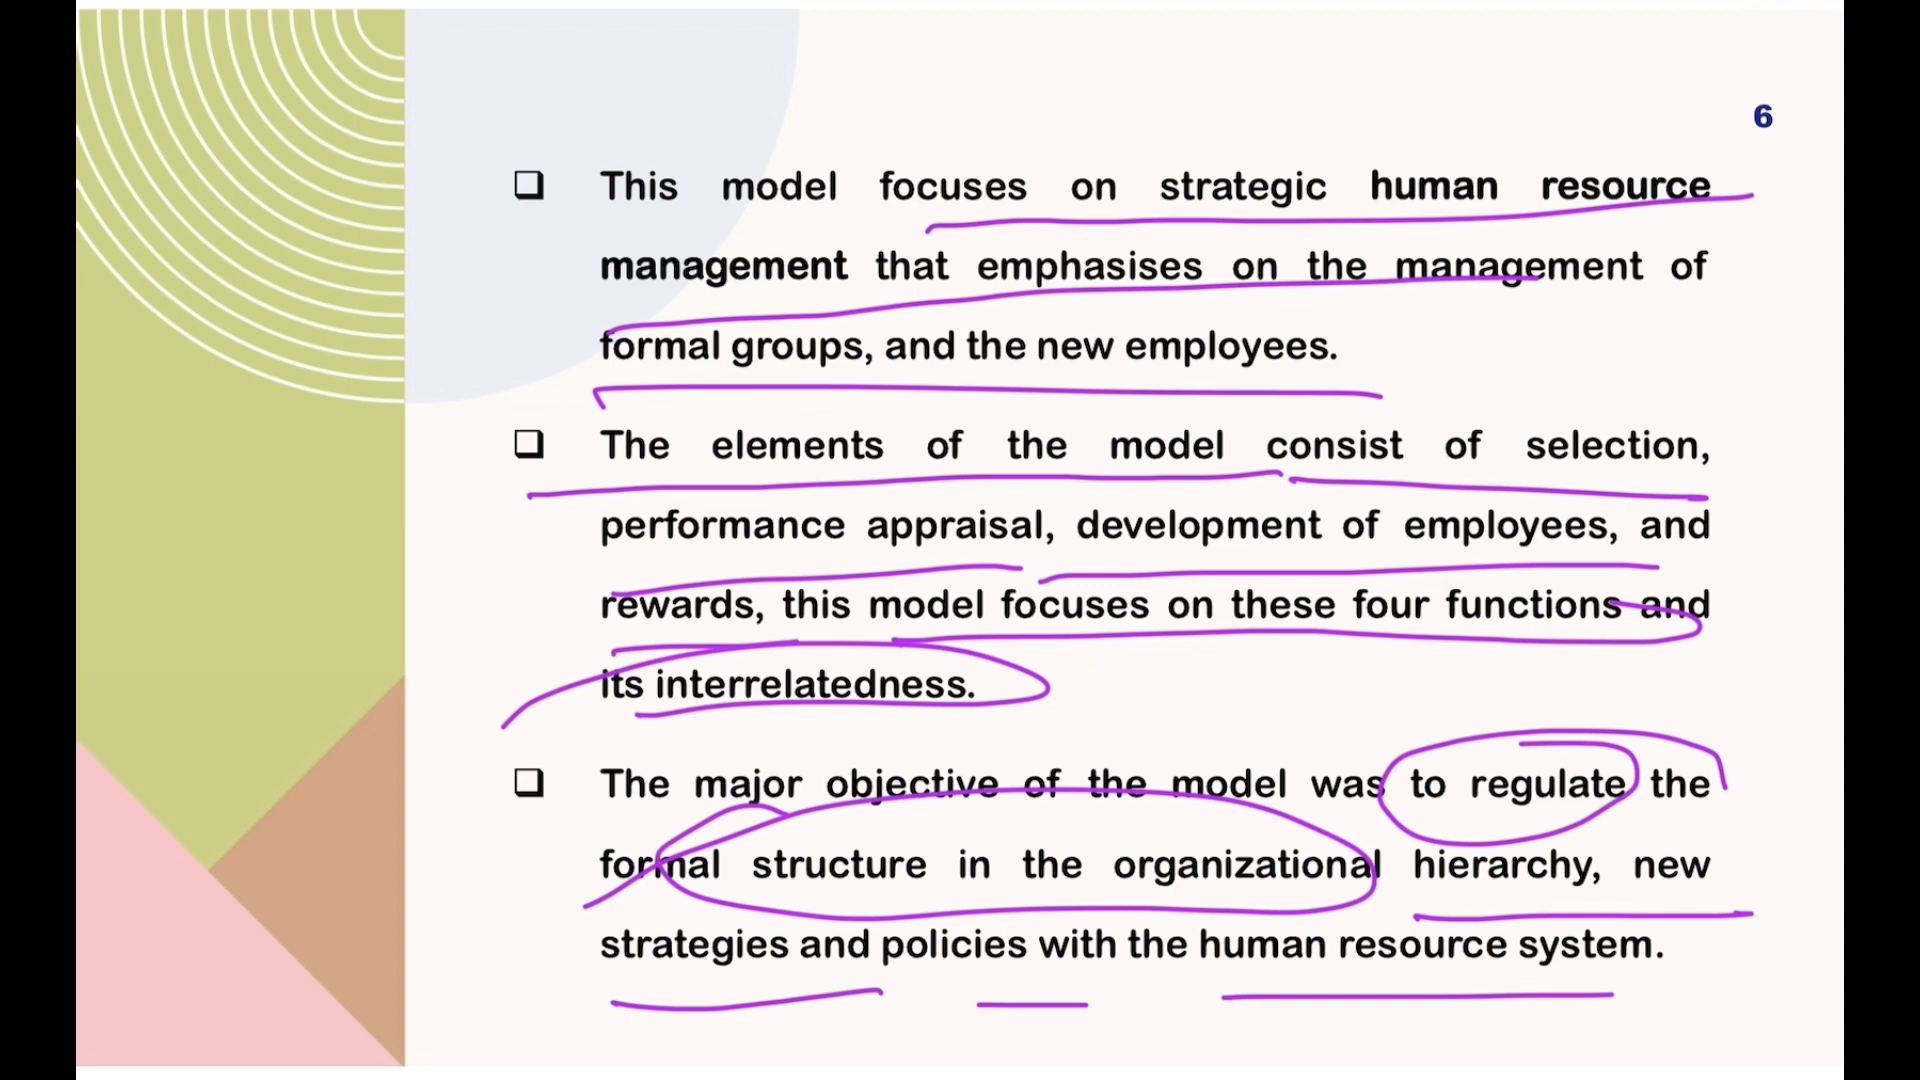 6
This model focuses on strategic human resource
management that emphasises on the management of
formal groups, and the new employees.
The elements of the model consist of selection,
performance appraisal, development of employees, and
rewards, this model focuses on these four functions and
its interrelatedness.
The major objective of the model was to regulate the
formal structure in the organizational hierarchy, new
strategies and policies with the human resource system.